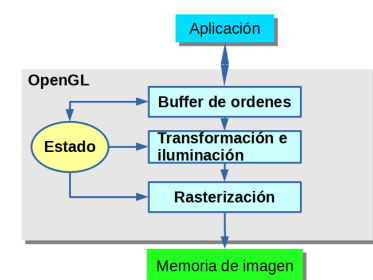 Aplicación
OpenGL
Buffer de ordenes
Estado
Transformación e
iluminación
Rasterización
Memoria de imagen